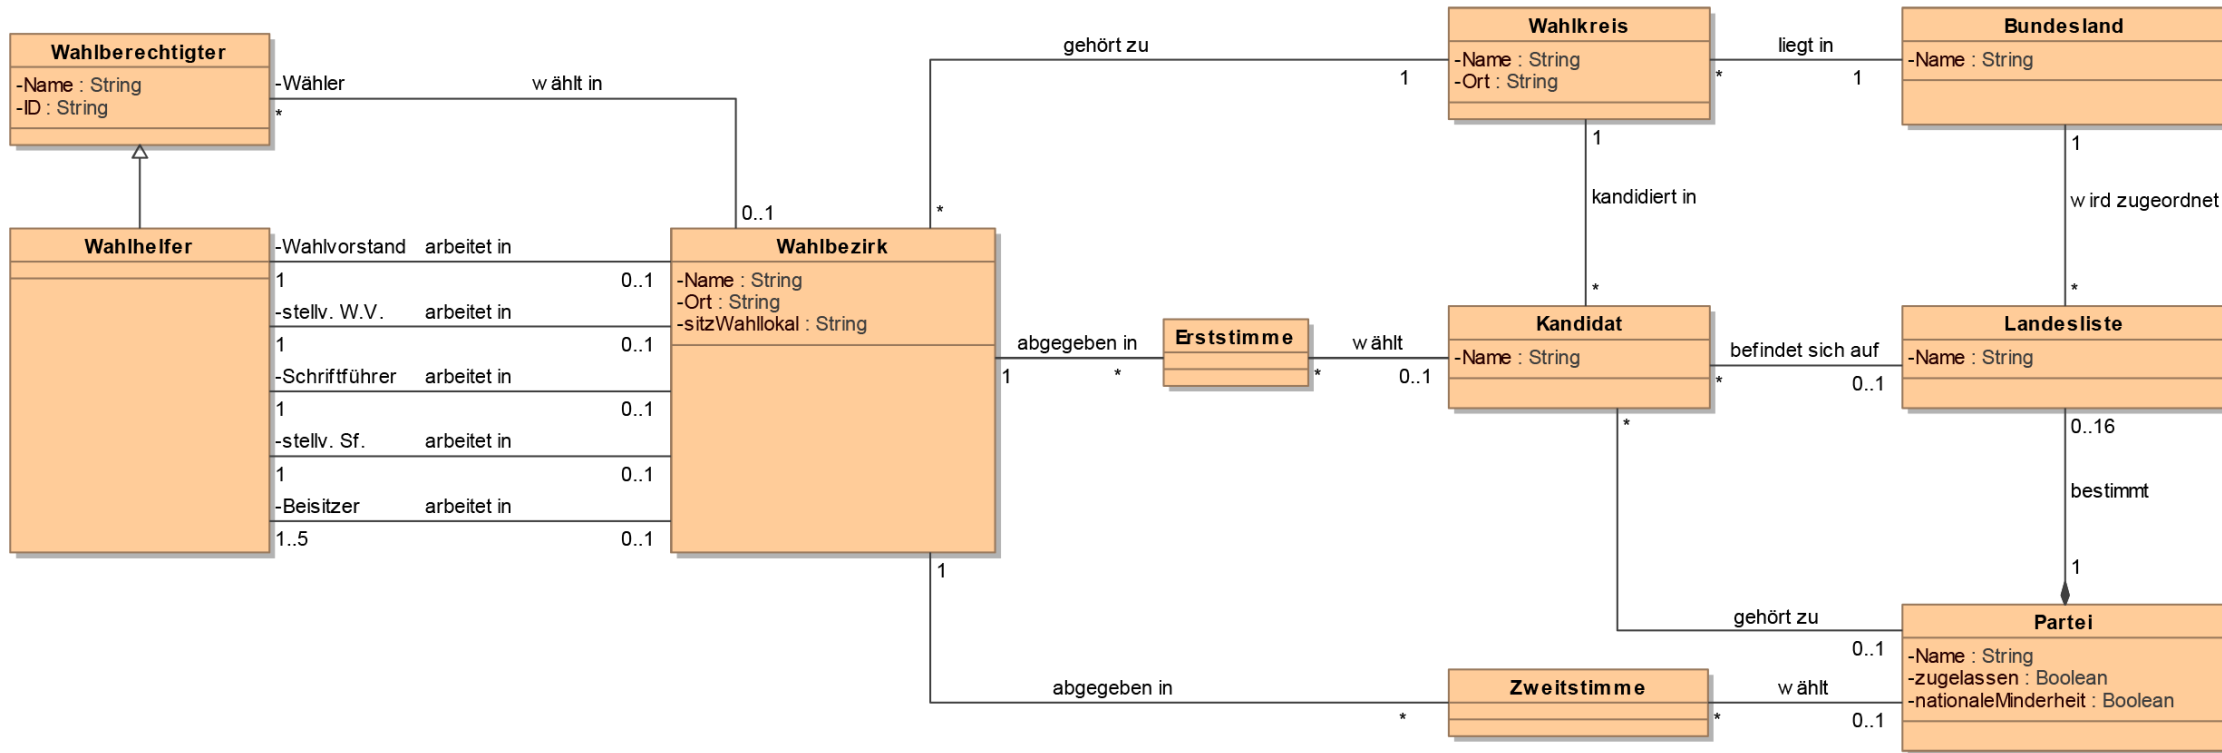 Wahlberechtigter
-Name : String
-ID : String
-Wähler
*
wählt in
0..1
Wahlhelfer
-Wahlvorstand
arbeitet in
1
0..1
-stellv. W.V.
arbeitet in
1
0..1
-Schriftführer
arbeitet in
1
0..1
-stellv. Sf.
arbeitet in
1
0..1
-Beisitzer
arbeitet in
1..5
0..1
Wahlbezirk
-Name : String
-Ort : String
-sitzWahllokal : String
gehört zu
1
*
Wahlkreis
-Name : String
-Ort : String
liegt in
*
1
Bundesland
-Name : String
1
kandidiert in
*
1
wird zugeordnet
*
abgegeben in
1
*
Erststimme
wählt
*
0..1
Kandidat
-Name : String
befindet sich auf
*
0..1
Landesliste
-Name : String
0..16
bestimmt
1
*
gehört zu
0..1
Partei
-Name : String
-zugelassen : Boolean
-nationaleMinderheit : Boolean
1
abgegeben in
*
Zweitstimme
wählt
*
0..1